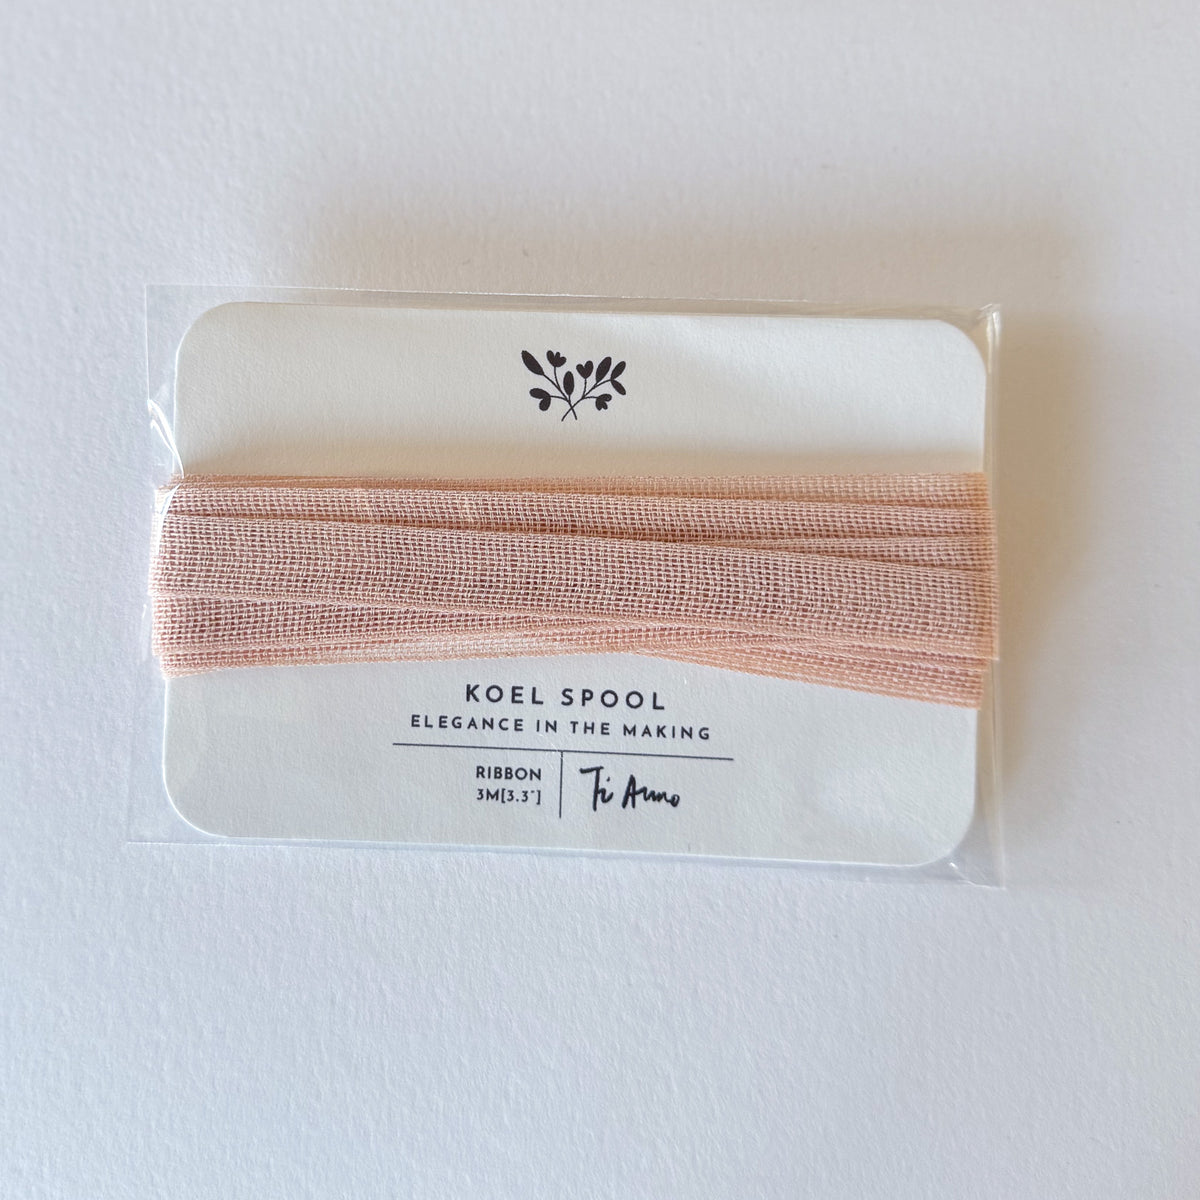 KOEL SPOOL
ELEGANCE IN THE MAKING
RIBBON
3M[3.3"]
Ti Amo